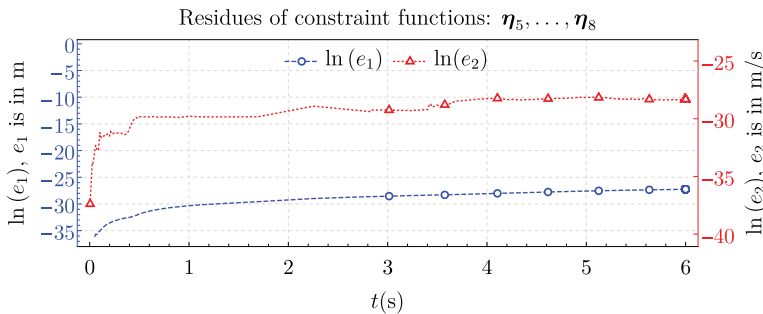 Residues of constraint functions: η₅, . . . , η₈
ln (e₁) ln(e₂)
ln (e₁), e₁ is in m
0
−5
−10
−15
−20
−25
−30
−35
−25
−30
−35
−40
ln (e₂), e₂ is in m/s
0 1 2 3 4 5 6
t(s)